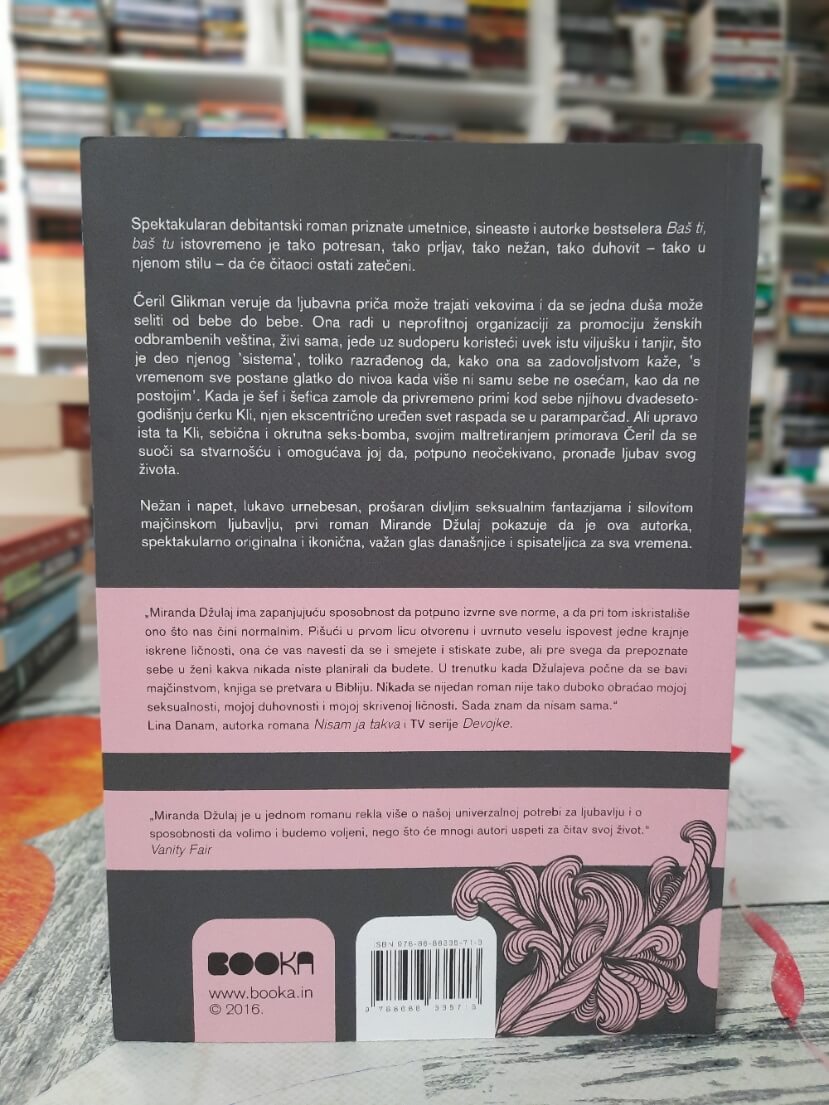 Spektakularan debitantski roman priznate umetnice, sineaste i autorke bestselera Baš ti,
baš tu istovremeno je tako potresan, tako prljav, tako nežan, tako duhovit – tako u
njenom stilu – da će čitaoci ostati zatečeni.
Čeril Glikman veruje da ljubavna priča može trajati vekovima i da se jedna duša može
seliti od bebe do bebe. Ona radi u neprofitnoj organizaciji za promociju ženskih
odbrambenih veština, živi sama, jede uz sudoperu koristeći uvek istu viljušku i tanjir, što
je deo njenog 'sistema', toliko razrađenog da, kako ona sa zadovoljstvom kaže, 's
vremenom sve postane glatko do nivoa kada više ni samu sebe ne osećam, kao da ne
postojim'. Kada je šef i šefica zamole da privremeno primi kod sebe njihovu dvadeseto-
godišnju ćerku Kli, njen ekscentrično uređen svet raspada se u paramparčad. Ali upravo
ista ta Kli, sebična i okrutna seks-bomba, svojim maltretiranjem primorava Čeril da se
suoči sa stvarnošću i omogućava joj da, potpuno neočekivano, pronađe ljubav svog
života.
Nežan i napet, lukavo urnebesan, prošaran divljim seksualnim fantazijama i silovitom
majčinskom ljubavlju, prvi roman Mirande Džulaj pokazuje da je ova autorka,
spektakularno originalna i ikonična, važan glas današnjice i spisateljica za sva vremena.
„Miranda Džulaj ima zapanjujuću sposobnost da potpuno izvrne sve norme, a da pri tom iskristališe
ono što nas čini normalnim. Pišući u prvom licu otvorenu i uvrnuto veselu ispovest jedne krajnje
iskrene ličnosti, ona će vas navesti da se i smejete i stiskate zube, ali pre svega da prepoznate
sebe u ženi kakva nikada niste planirali da budete. U trenutku kada Džulajeva počne da se bavi
majčinstvom, knjiga se pretvara u Bibliju. Nikada se nijedan roman nije tako duboko obraćao mojoj
seksualnosti, mojoj duhovnosti i mojoj skrivenoj ličnosti. Sada znam da nisam sama.“
Lina Danam, autorka romana Nisam ja takva i TV serije Devojke.
„Miranda Džulaj je u jednom romanu rekla više o našoj univerzalnoj potrebi za ljubavlju i o
sposobnosti da volimo i budemo voljeni, nego što će mnogi autori uspeti za čitav svoj život.“
Vanity Fair
BOOKA
www.booka.in
© 2016.
ISBN 978-86-88335-71-3
9 788688 335713